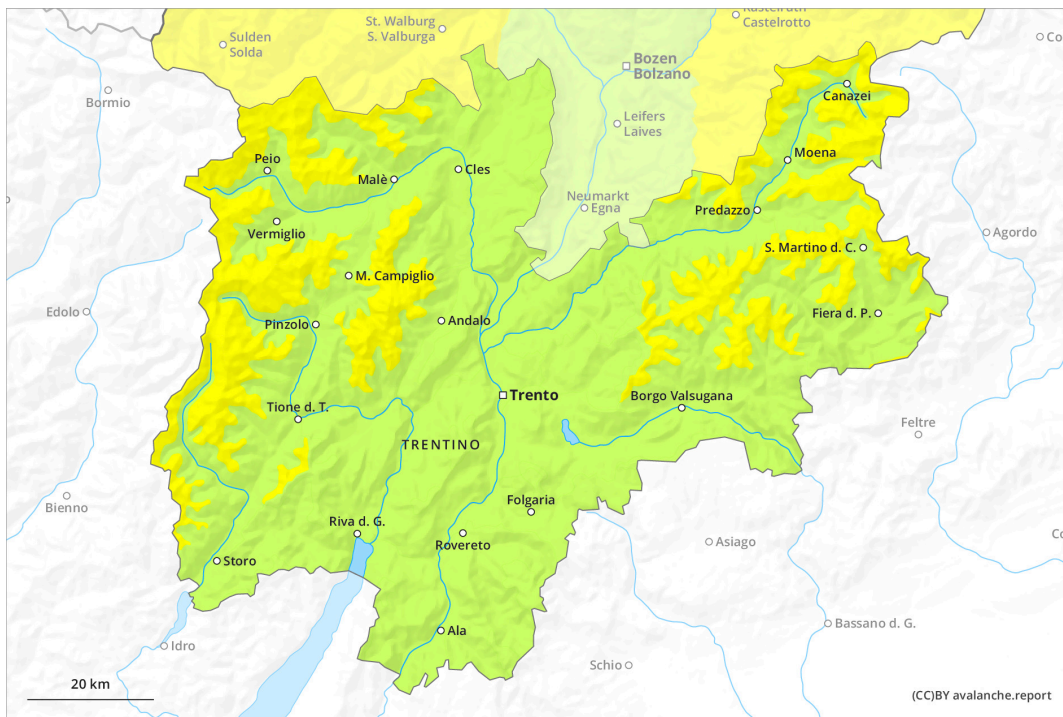 St. Walburg
S. Valburga
Kastelruth
Castelrotto
Sulden
Solda
Bozen
Bolzano
Bormio
Canazei
Leifers
Laives
Moena
Peio
Malè
Cles
Neumarkt
Egna
Predazzo
Vermiglio
Agordo
S. Martino d. C.
M. Campiglio
Edolo
Pinzolo
Andalo
Fiera d. P.
Trento
Borgo Valsugana
Tione d. T.
Feltre
TRENTINO
Bienno
Folgaria
Riva d. G.
Rovereto
Asiago
Storo
Bassano d. G.
Ala
Idro
Schio
20 km
(CC)BY avalanche.report